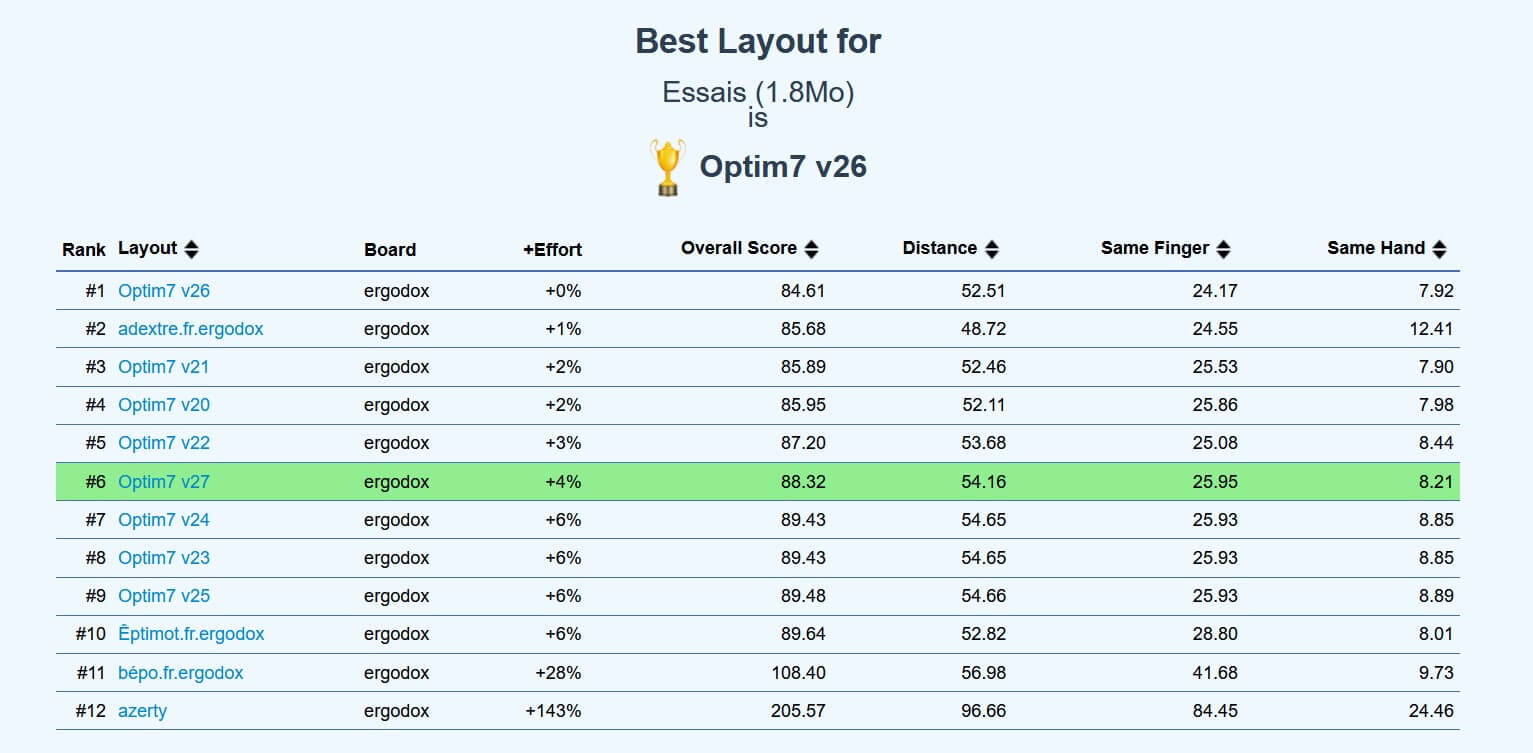 Best Layout for
Essais (1.8Mo)
is
Optim7 v26
Rank Layout Board +Effort Overall Score Distance Same Finger Same Hand
#1 Optim7 v26 ergodox +0% 84.61 52.51 24.17 7.92
#2 adextre.fr.ergodox ergodox +1% 85.68 48.72 24.55 12.41
#3 Optim7 v21 ergodox +2% 85.89 52.46 25.53 7.90
#4 Optim7 v20 ergodox +2% 85.95 52.11 25.86 7.98
#5 Optim7 v22 ergodox +3% 87.20 53.68 25.08 8.44
#6 Optim7 v27 ergodox +4% 88.32 54.16 25.95 8.21
#7 Optim7 v24 ergodox +6% 89.43 54.65 25.93 8.85
#8 Optim7 v23 ergodox +6% 89.43 54.65 25.93 8.85
#9 Optim7 v25 ergodox +6% 89.48 54.66 25.93 8.89
#10 Êptimot.fr.ergodox ergodox +6% 89.64 52.82 28.80 8.01
#11 bépo.fr.ergodox ergodox +28% 108.40 56.98 41.68 9.73
#12 azerty ergodox +143% 205.57 96.66 84.45 24.46